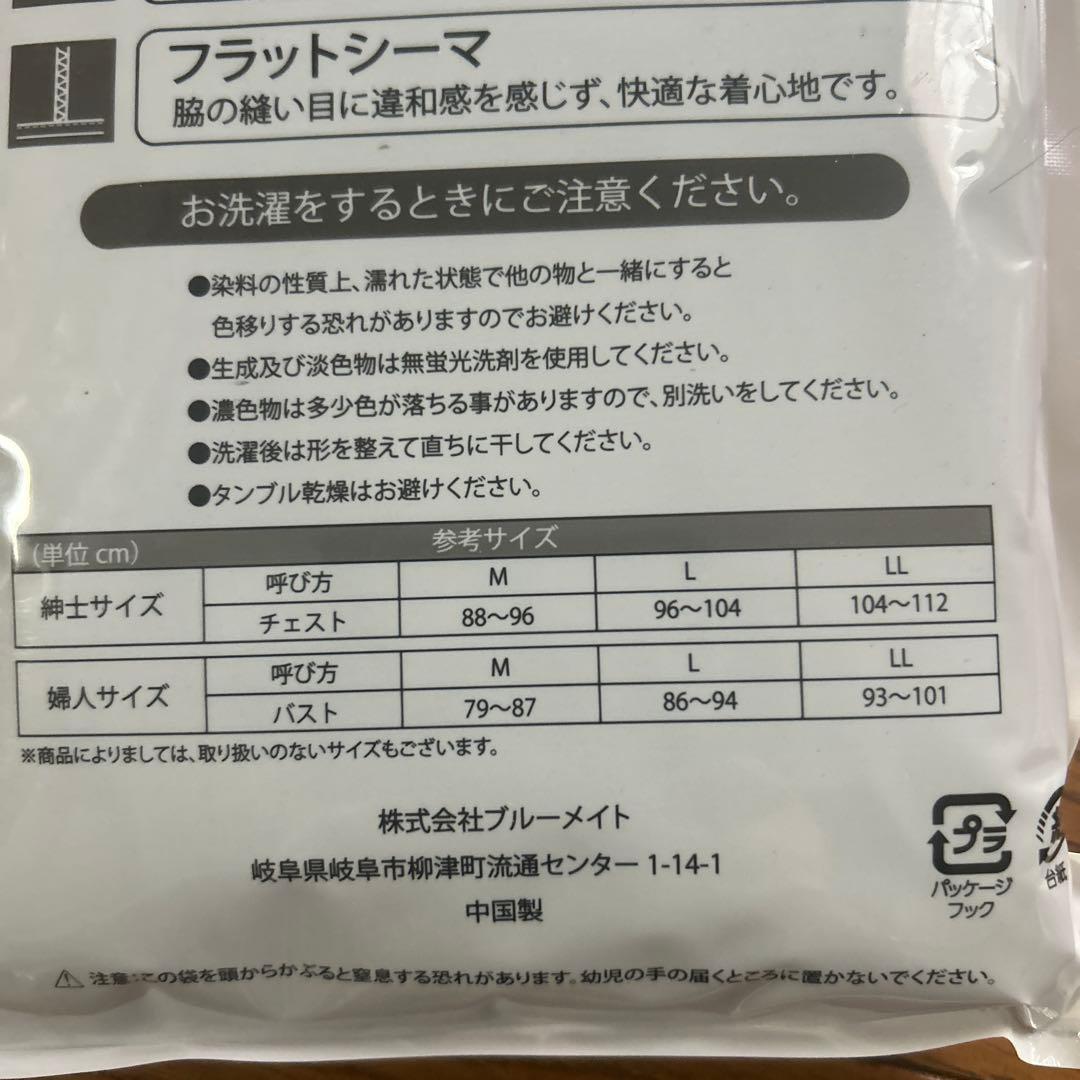 フラットシーマ
脇の縫い目に違和感を感じず、快適な着心地です。
お洗濯をするときにご注意ください。
●染料の性質上、濡れた状態で他の物と一緒にすると
色移りする恐れがありますのでお避けください。
●生成及び淡色物は無蛍光洗剤を使用してください。
●濃色物は多少色が落ちる事がありますので、別洗いをしてください。
●洗濯後は形を整えて直ちに干してください。
●タンブル乾燥はお避けください。
(単位 cm) 参考サイズ
紳士サイズ 呼び方 M L LL
チェスト 88〜96 96〜104 104〜112
婦人サイズ 呼び方 M L LL
バスト 79〜87 86〜94 93〜101
※商品によりましては、取り扱いのないサイズもございます。
株式会社ブルーメイト
岐阜県岐阜市柳津町流通センター 1-14-1
中国製
プラ
パッケージ
フック
台紙
注意:この袋を頭からかぶると窒息する恐れがあります。幼児の手の届くところに置かないでください。